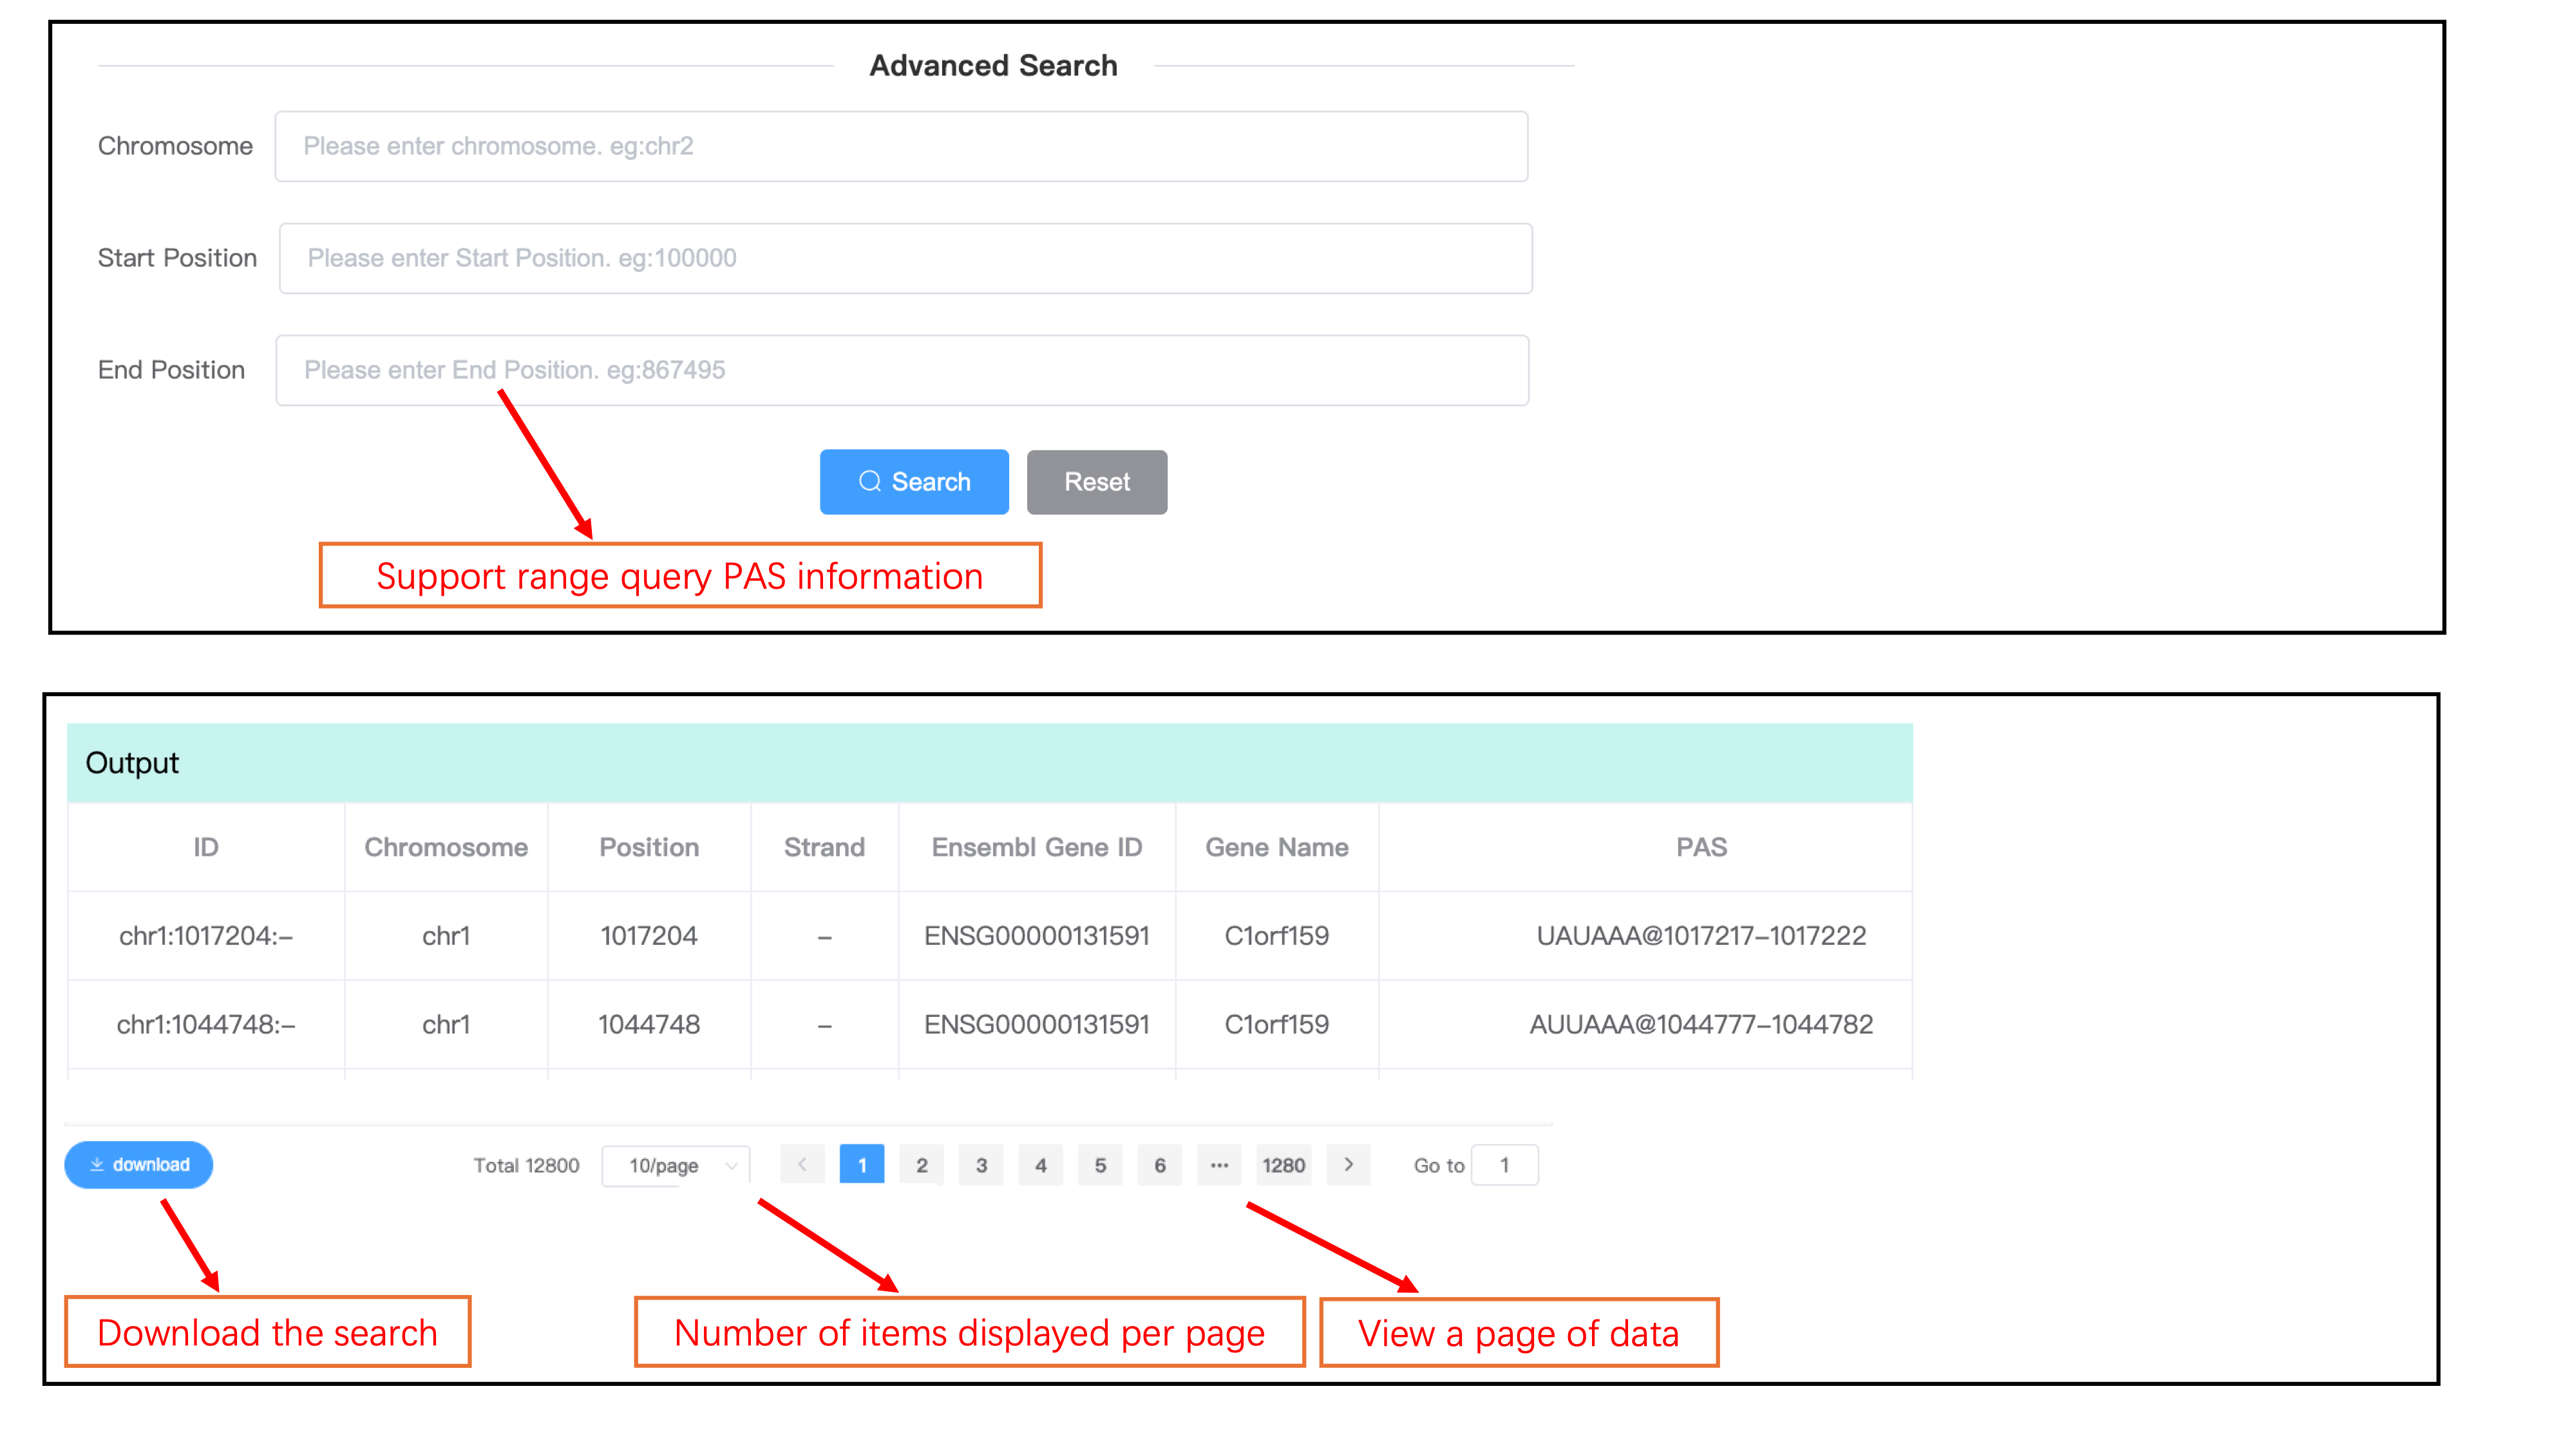 Advanced Search
Chromosome Please enter chromosome. eg:chr2
Start Position Please enter Start Position. eg:100000
End Position Please enter End Position. eg:867495
Search Reset
Support range query PAS information
Output
ID Chromosome Position Strand Ensembl Gene ID Gene Name PAS
chr1:1017204:– chr1 1017204 – ENSG00000131591 C1orf159 UAUAAA@1017217–1017222
chr1:1044748:– chr1 1044748 – ENSG00000131591 C1orf159 AUUAAA@1044777–1044782
download Total 12800 10/page < 1 2 3 4 5 6 ··· 1280 > Go to 1
Download the search Number of items displayed per page View a page of data